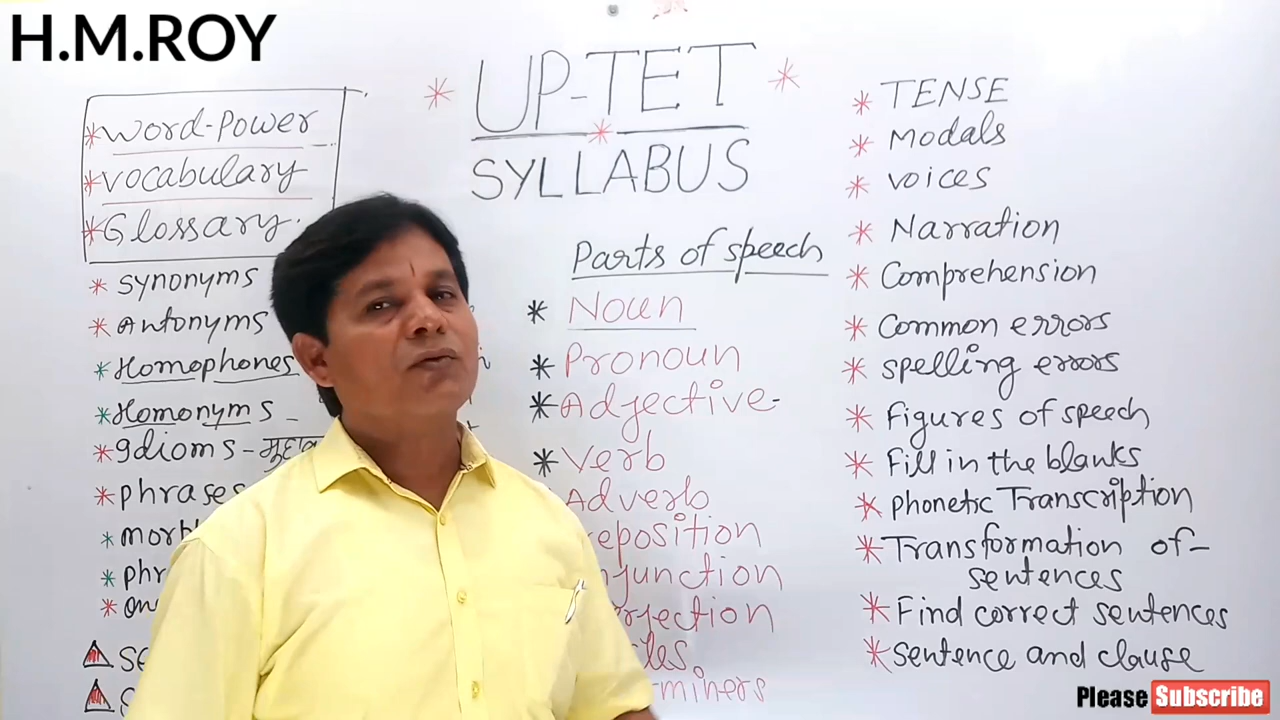 H.M.ROY
UP-TET
SYLLABUS
word-power
vocabulary
Glossary.
synonyms
Antonyms
Homophones
Homonyms -
Idioms -
phrases
Parts of speech
Noun
Pronoun
Adjective-
Verb
Adverb
TENSE
Modals
voices
Narration
Comprehension
Common errors
spelling errors
Figures of speech
Fill in the blanks
Phonetic Transcription
Transformation of-
sentences
Find correct sentences
sentence and clause
Please Subscribe